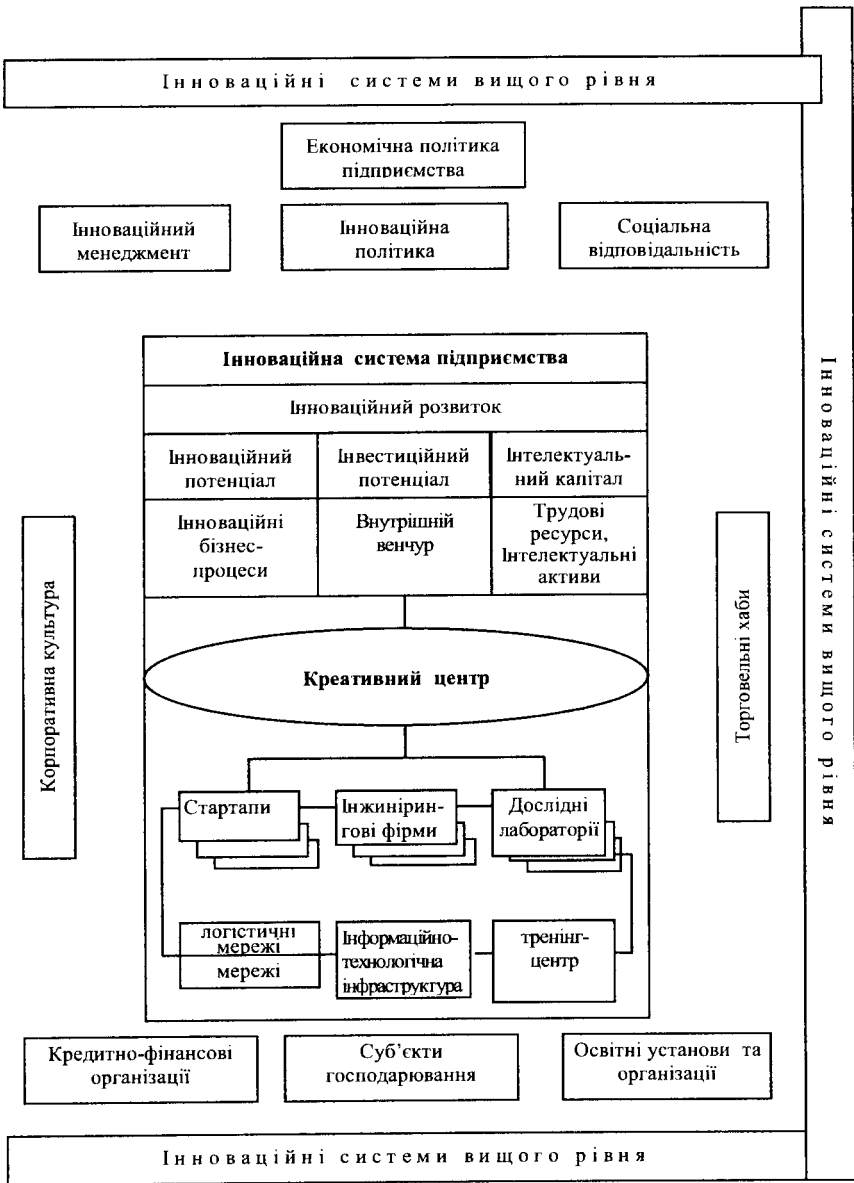 Інноваційні системи вищого рівня
Економічна політика
підприємства
Інноваційний
менеджмент
Інноваційна
політика
Соціальна
відповідальність
Інноваційна система підприємства
Інноваційний розвиток
Інноваційний
потенціал
Інвестиційний
потенціал
Інтелектуаль-
ний капітал
Інноваційні
бізнес-
процеси
Внутрішній
венчур
Трудові
ресурси,
Інтелектуальні
активи
Корпоративна культура
Креативний центр
Торговельні хаби
Інноваційні системи вищого рівня
Стартапи
Інжинірин-
гові фірми
Дослідні
лабораторії
логістичні
мережі
мережі
Інформаційно-
технологічна
інфраструктура
тренінг-
центр
Кредитно-фінансові
організації
Суб’єкти
господарювання
Освітні установи та
організації
Інноваційні системи вищого рівня